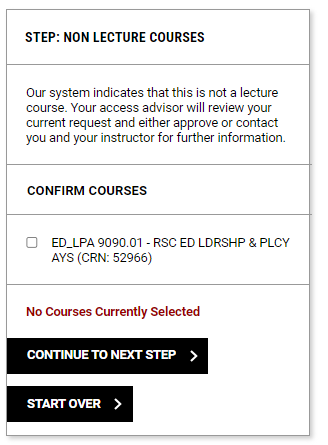 STEP: NON LECTURE COURSES
Our system indicates that this is not a lecture
course. Your access advisor will review your
current request and either approve or contact
you and your instructor for further information.
CONFIRM COURSES
ED_LPA 9090.01 - RSC ED LDRSHP & PLCY
AYS (CRN: 52966)
No Courses Currently Selected
CONTINUE TO NEXT STEP
START OVER